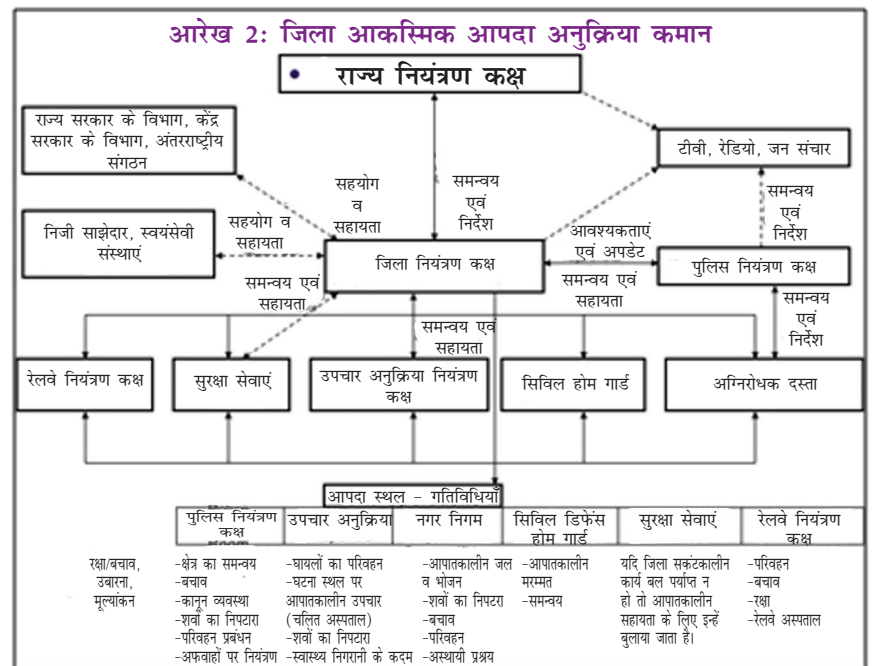 आरेख 2: जिला आकस्मिक आपदा अनुक्रिया कमान
• राज्य नियंत्रण कक्ष
राज्य सरकार के विभाग, केंद्र
सरकार के विभाग, अंतरराष्ट्रीय
संगठन
टीवी, रेडियो, जन संचार
सहयोग
व
सहायता
समन्वय
एवं
निर्देश
समन्वय
एवं
निर्देश
निजी साझेदार, स्वयंसेवी
संस्थाएं
सहयोग व
सहायता
जिला नियंत्रण कक्ष
आवश्यकताएं
एवं अपडेट
समन्वय एवं
सहायता
पुलिस नियंत्रण कक्ष
समन्वय एवं
सहायता
समन्वय एवं
सहायता
समन्वय
एवं
निर्देश
रेलवे नियंत्रण कक्ष
सुरक्षा सेवाएं
उपचार अनुक्रिया नियंत्रण
कक्ष
सिविल होम गार्ड
अग्निरोधक दस्ता
आपदा स्थल – गतिविधियाँ
पुलिस नियंत्रण
कक्ष
उपचार अनुक्रिया
नगर निगम
सिविल डिफेंस
होम गार्ड
सुरक्षा सेवाएं
रेलवे नियंत्रण
कक्ष
रक्षा/बचाव,
उबारना,
मूल्यांकन
-क्षेत्र का समन्वय
-बचाव
-कानून व्यवस्था
-शवों का निपटारा
-परिवहन प्रबंधन
-अफवाहों पर नियंत्रण
-घायलों का परिवहन
-घटना स्थल पर
आपातकालीन उपचार
(चलित अस्पताल)
-शवों का निपटारा
-स्वास्थ्य निगरानी के कदम
-आपातकालीन जल
व भोजन
-शवों का निपटरा
-बचाव
-परिवहन
-अस्थायी प्रश्रय
-आपातकालीन
मरम्मत
-समन्वय
यदि जिला सकंटकालीन
कार्य बल पर्याप्त न
हो तो आपातकालीन
सहायता के लिए इन्हें
बुलाया जाता है।
-परिवहन
-बचाव
-रक्षा
-रेलवे अस्पताल